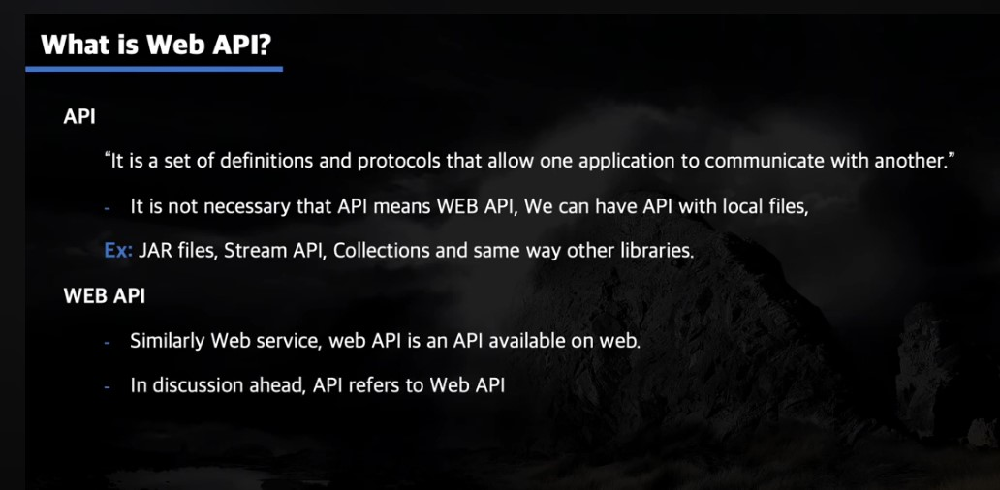 What is Web API?
API
“It is a set of definitions and protocols that allow one application to communicate with another.”
- It is not necessary that API means WEB API, We can have API with local files,
Ex: JAR files, Stream API, Collections and same way other libraries.
WEB API
- Similarly Web service, web API is an API available on web.
- In discussion ahead, API refers to Web API